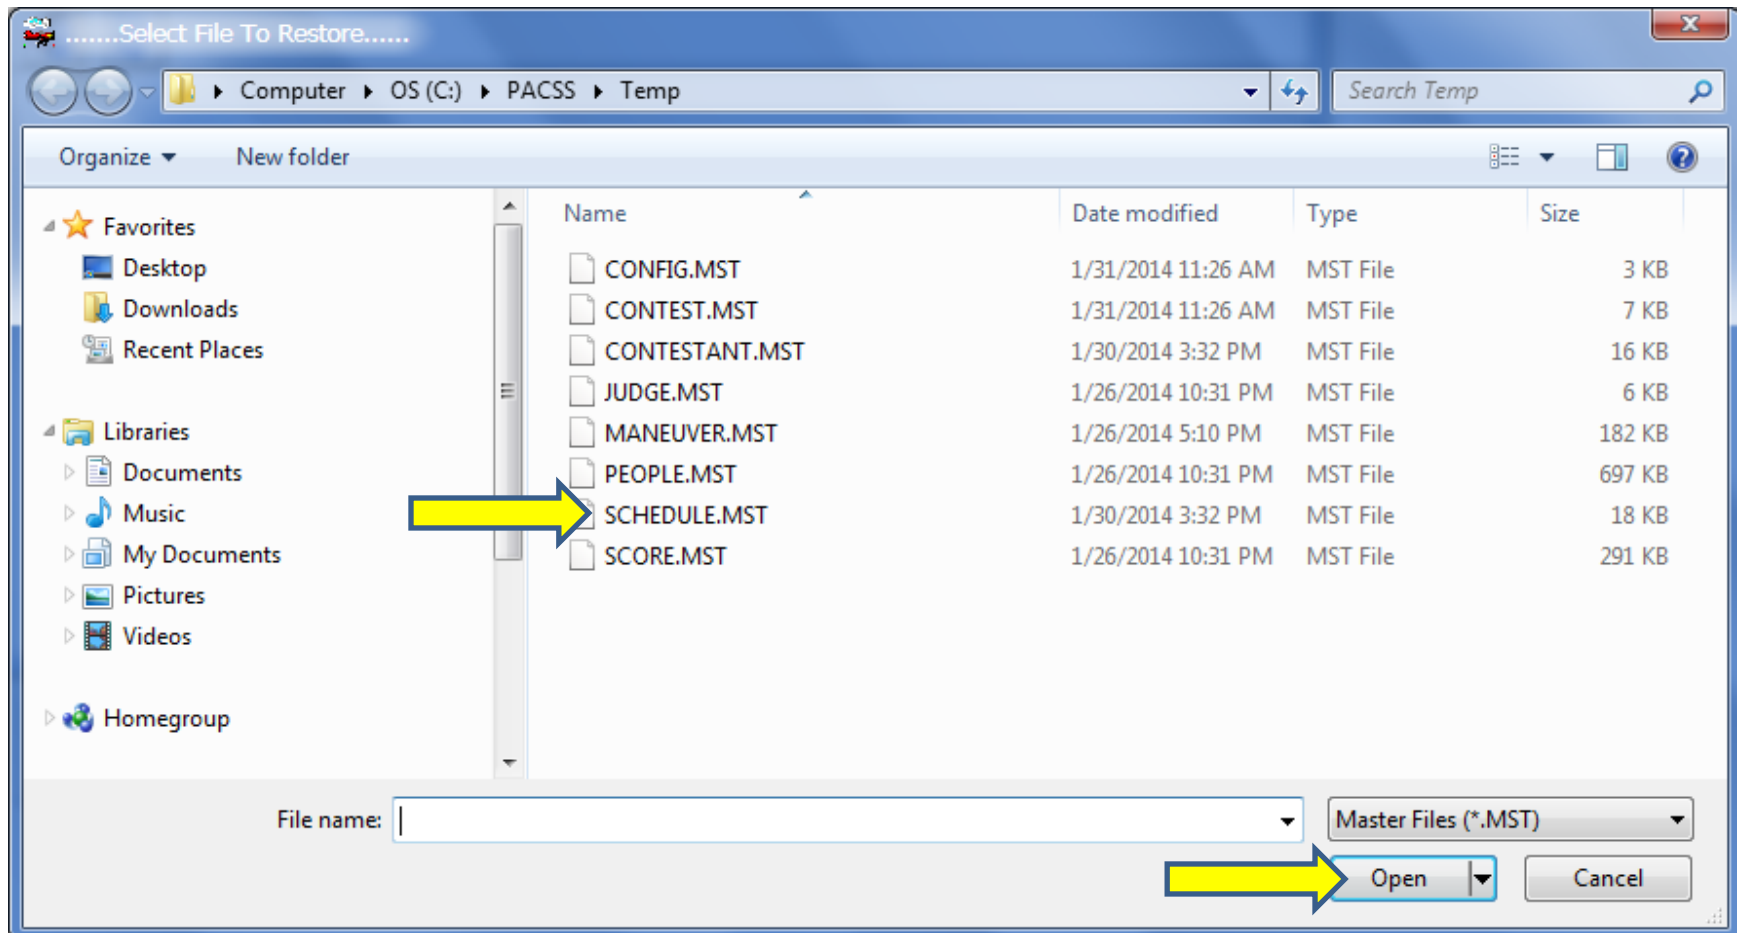 .......Select File To Restore......
Computer OS (C:) PACSS Temp Search Temp
Organize New folder
Name Date modified Type Size
Favorites
Desktop CONFIG.MST 1/31/2014 11:26 AM MST File 3 KB
Downloads CONTEST.MST 1/31/2014 11:26 AM MST File 7 KB
Recent Places CONTESTANT.MST 1/30/2014 3:32 PM MST File 16 KB
JUDGE.MST 1/26/2014 10:31 PM MST File 6 KB
Libraries MANEUVER.MST 1/26/2014 5:10 PM MST File 182 KB
Documents PEOPLE.MST 1/26/2014 10:31 PM MST File 697 KB
Music SCHEDULE.MST 1/30/2014 3:32 PM MST File 18 KB
My Documents SCORE.MST 1/26/2014 10:31 PM MST File 291 KB
Pictures
Videos
Homegroup
File name: Master Files (*.MST)
Open Cancel